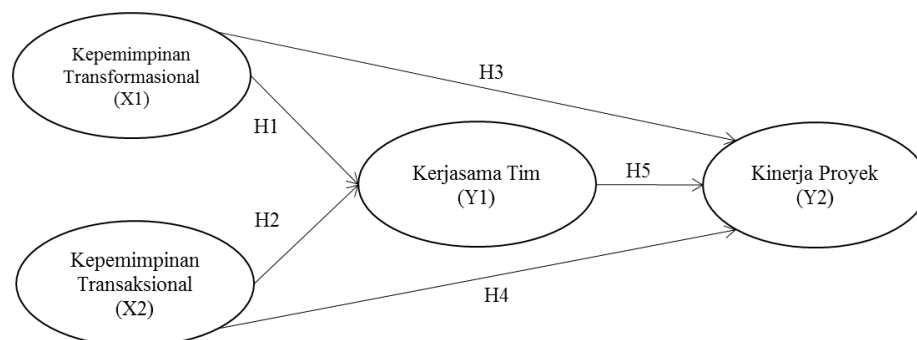 Kepemimpinan
Transformasional
(X1)
H3
H1
Kerjasama Tim
(Y1)
H5
Kinerja Proyek
(Y2)
H2
Kepemimpinan
Transaksional
(X2)
H4